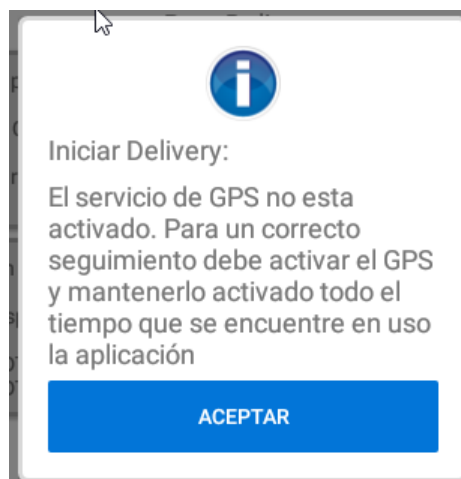 Iniciar Delivery:
El servicio de GPS no esta
activado. Para un correcto
seguimiento debe activar el GPS
y mantenerlo activado todo el
tiempo que se encuentre en uso
la aplicación
ACEPTAR